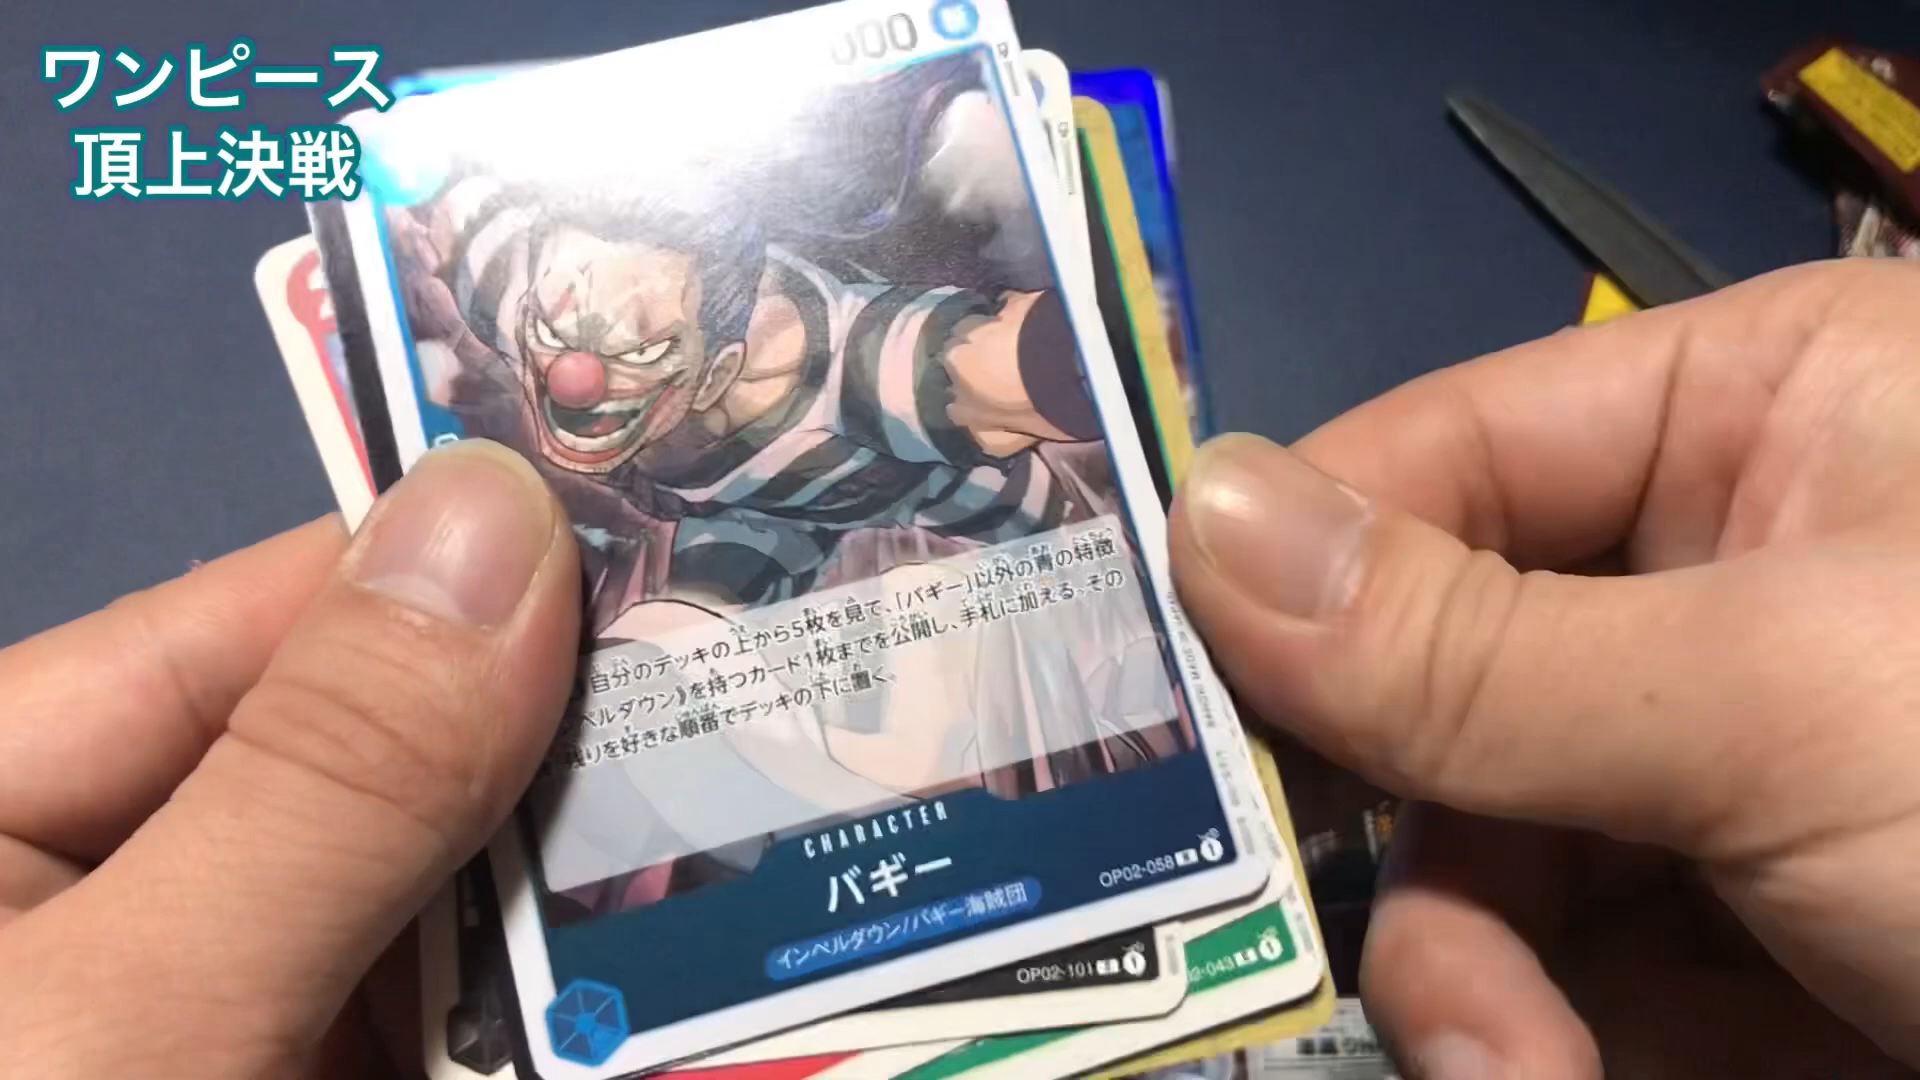 ワンピース
頂上決戦
000
自分のデッキの上から5枚を見て、「バギー」以外の青の特徴
ペルダウン》を持つカード1枚までを公開し、手札に加える。その
残りを好きな順番でデッキの下に置く。
CHARACTER
バギー
インペルダウン/バギー海賊団
OP02-058 R 1
OP02-101
2-043